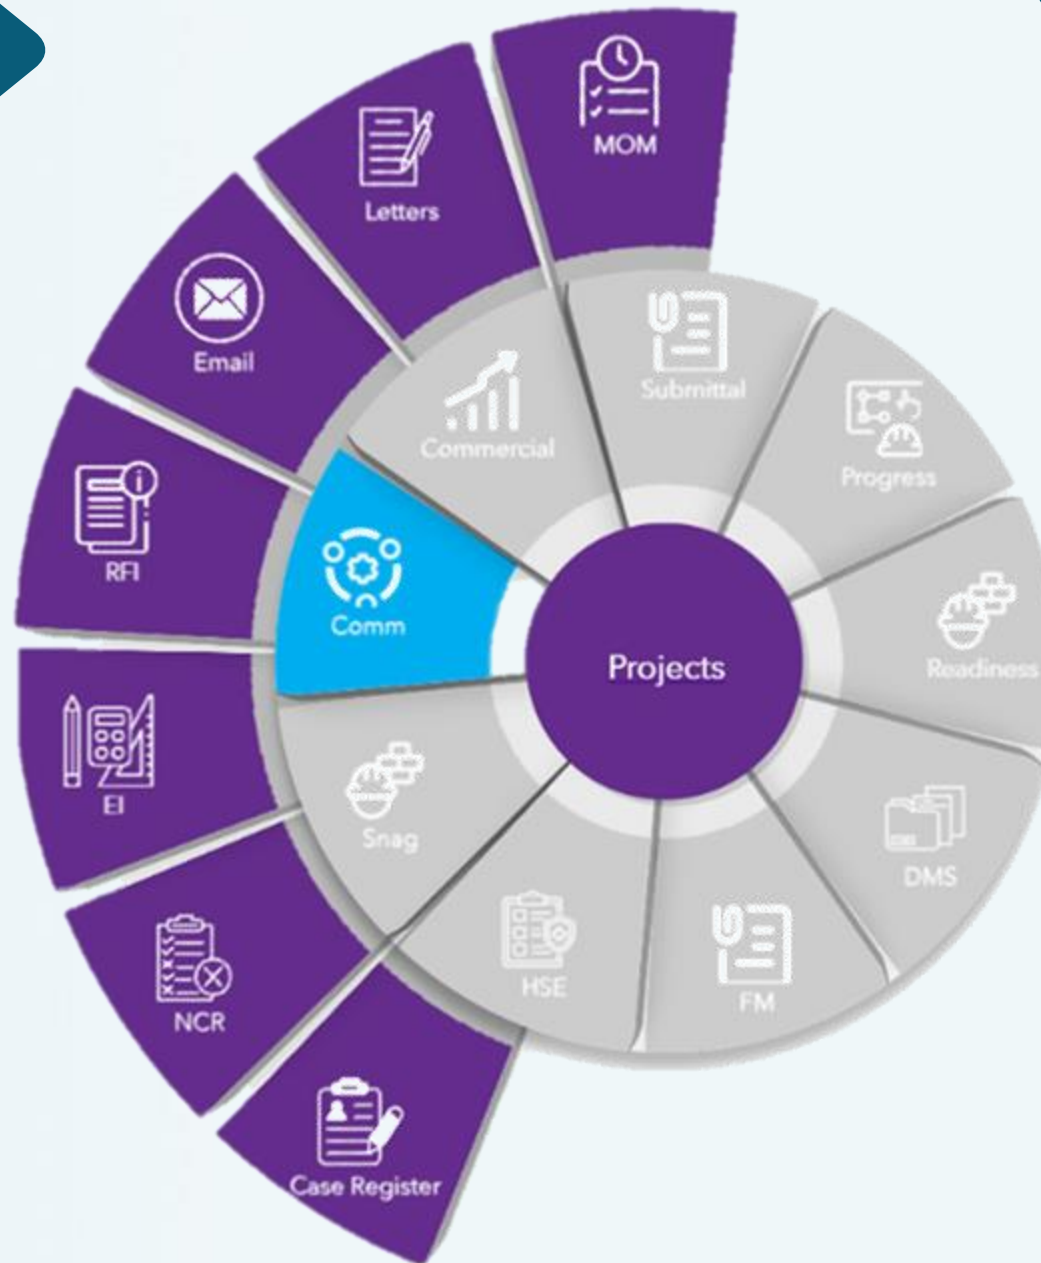 MOM
Letters
Email
RFI
EI
NCR
Case Register
Submittal
Commercial
Progress
Comm
Readiness
Projects
Snag
DMS
HSE
FM